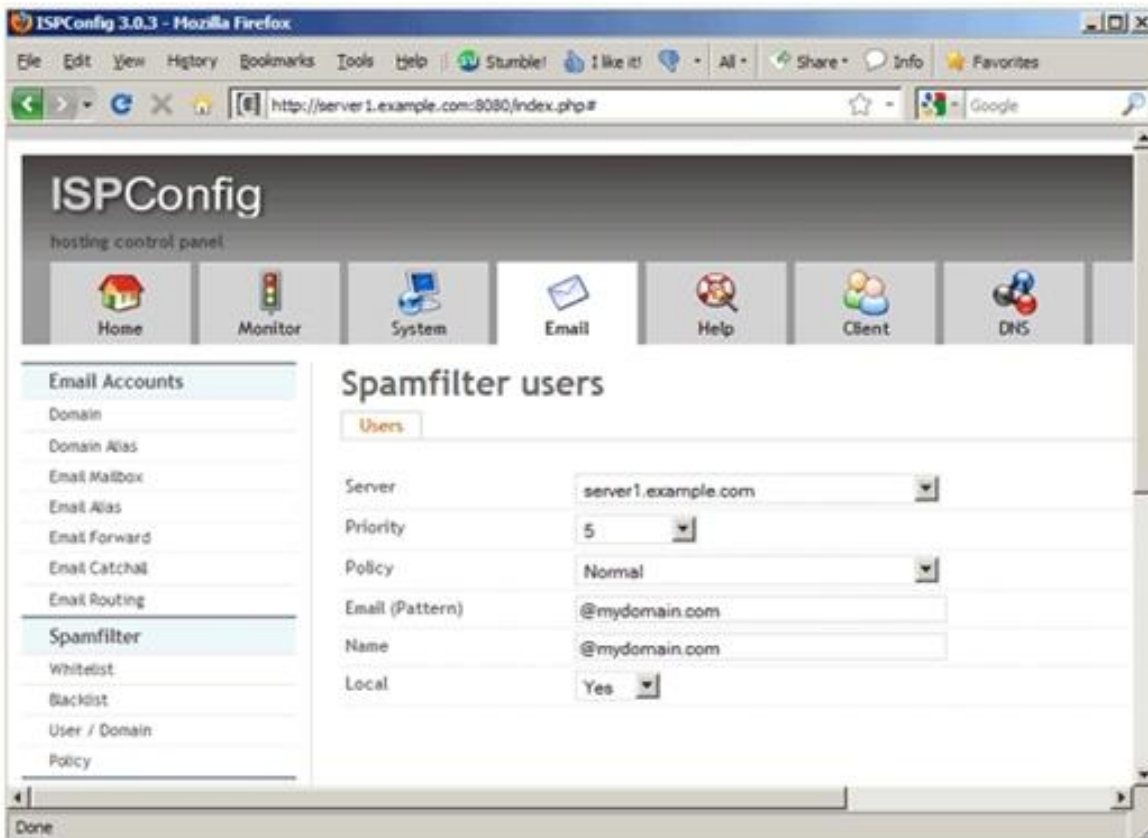 ISPConfig 3.0.3 - Mozilla Firefox
File Edit View History Bookmarks Tools Help Stumble! I like it! All Share Info Favorites
http://server1.example.com:8080/index.php# Google
ISPConfig
hosting control panel
Home Monitor System Email Help Client DNS
Email Accounts
Domain
Domain Alias
Email Mailbox
Email Alias
Email Forward
Email Catchall
Email Routing
Spamfilter
Whitelist
Blacklist
User / Domain
Policy
Spamfilter users
Users
Server server1.example.com
Priority 5
Policy Normal
Email (Pattern) @mydomain.com
Name @mydomain.com
Local Yes
Done